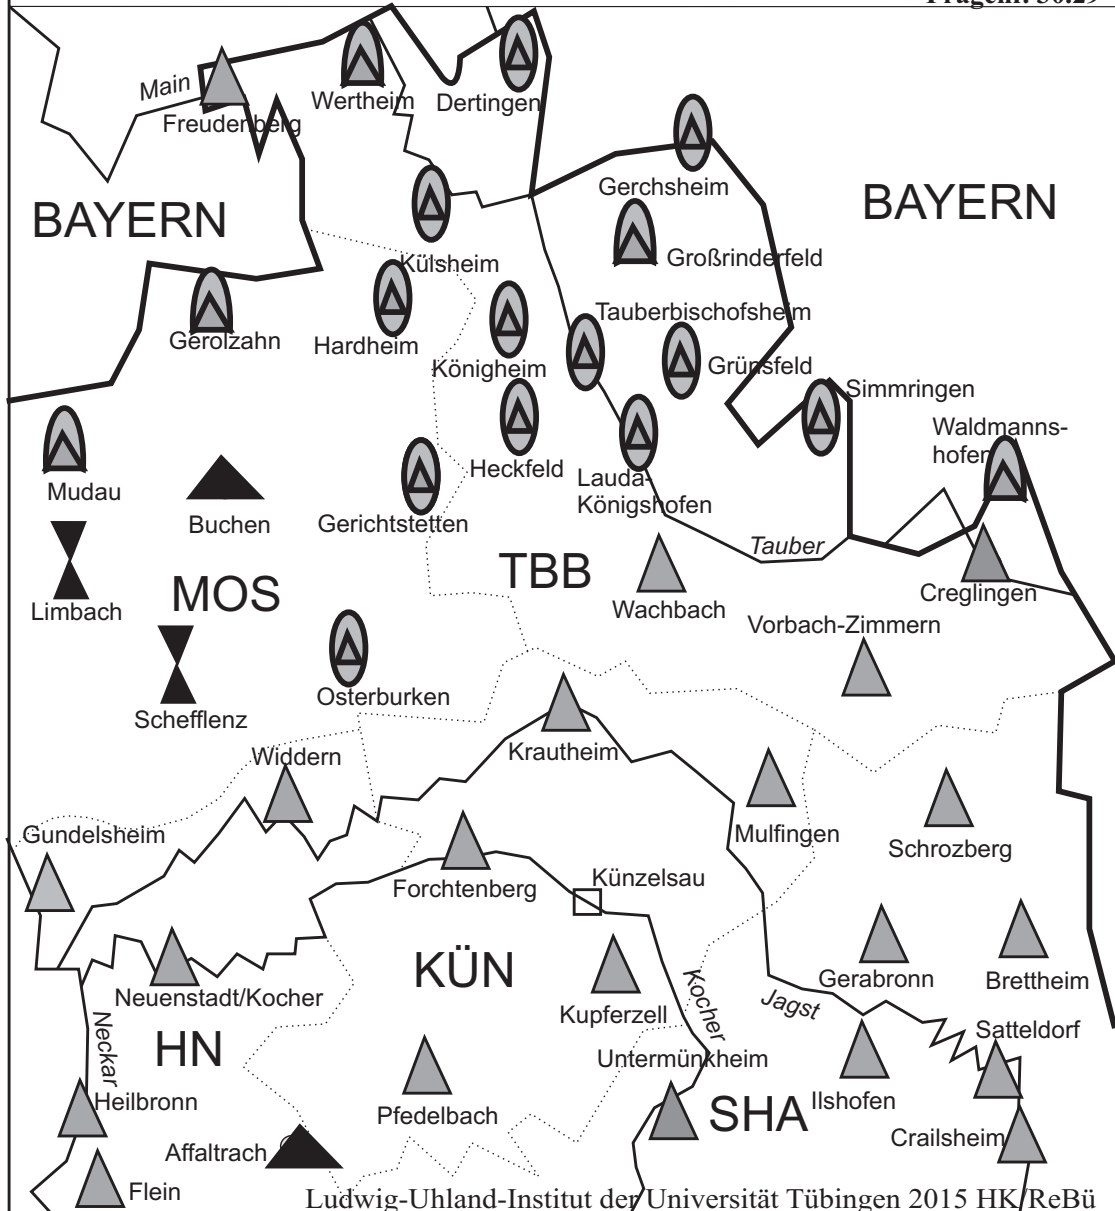 Fragenr. 50.29
Main
Freudenberg
Wertheim
Dertingen
Gerchsheim
BAYERN
BAYERN
Külsheim
Großrinderfeld
Gerolzahn
Hardheim
Königheim
Tauberbischofsheim
Grünsfeld
Simmringen
Waldmanns-
hofen
Mudau
Buchen
Gerichtstetten
Heckfeld
Lauda-
Königshofen
Tauber
Limbach
MOS
TBB
Wachbach
Creglingen
Vorbach-Zimmern
Schefflenz
Osterburken
Widdern
Krautheim
Gundelsheim
Mulfingen
Schrozberg
Forchtenberg
Künzelsau
Neuenstadt/Kocher
KÜN
Kupferzell
Kocher
Jagst
Gerabronn
Brettheim
Neckar
HN
Untermünkheim
Satteldorf
Heilbronn
Pfedelbach
SHA
Ilshofen
Affaltrach
Crailsheim
Flein
Ludwig-Uhland-Institut der Universität Tübingen 2015 HK/ReBü